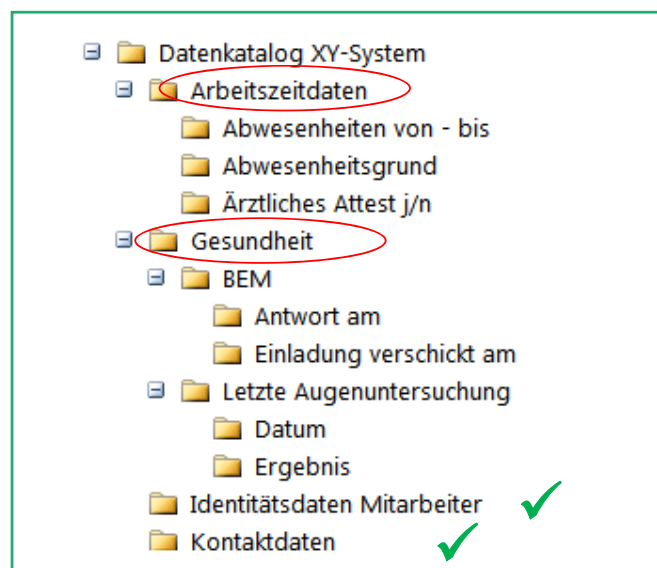 Datenkatalog XY-System
Arbeitszeitdaten
Abwesenheiten von - bis
Abwesenheitsgrund
Ärztliches Attest j/n
Gesundheit
BEM
Antwort am
Einladung verschickt am
Letzte Augenuntersuchung
Datum
Ergebnis
Identitätsdaten Mitarbeiter
Kontaktdaten